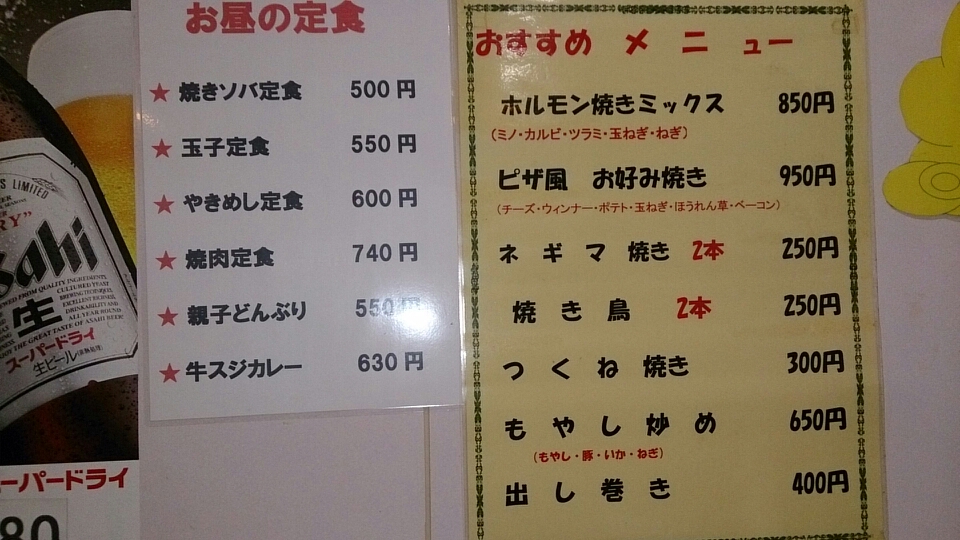 お昼の定食
★ 焼きソバ定食 500円
★ 玉子定食 550円
★ やきめし定食 600円
★ 焼肉定食 740円
★ 親子どんぶり 550円
★ 牛スジカレー 630円
おすすめ メニュー
ホルモン焼きミックス 850円
(ミノ・カルビ・ツラミ・玉ねぎ・ねぎ)
ピザ風 お好み焼き 950円
(チーズ・ウィンナー・ポテト・玉ねぎ・ほうれん草・ベーコン)
ネギマ焼き 2本 250円
焼き鳥 2本 250円
つくね焼き 300円
もやし炒め 650円
(もやし・豚・いか・ねぎ)
出し巻き 400円
LIMITED
RY"
sahi
FROM QUALITY INGREDIENTS,
生
スーパードライ
生ビール
ーパードライ
80